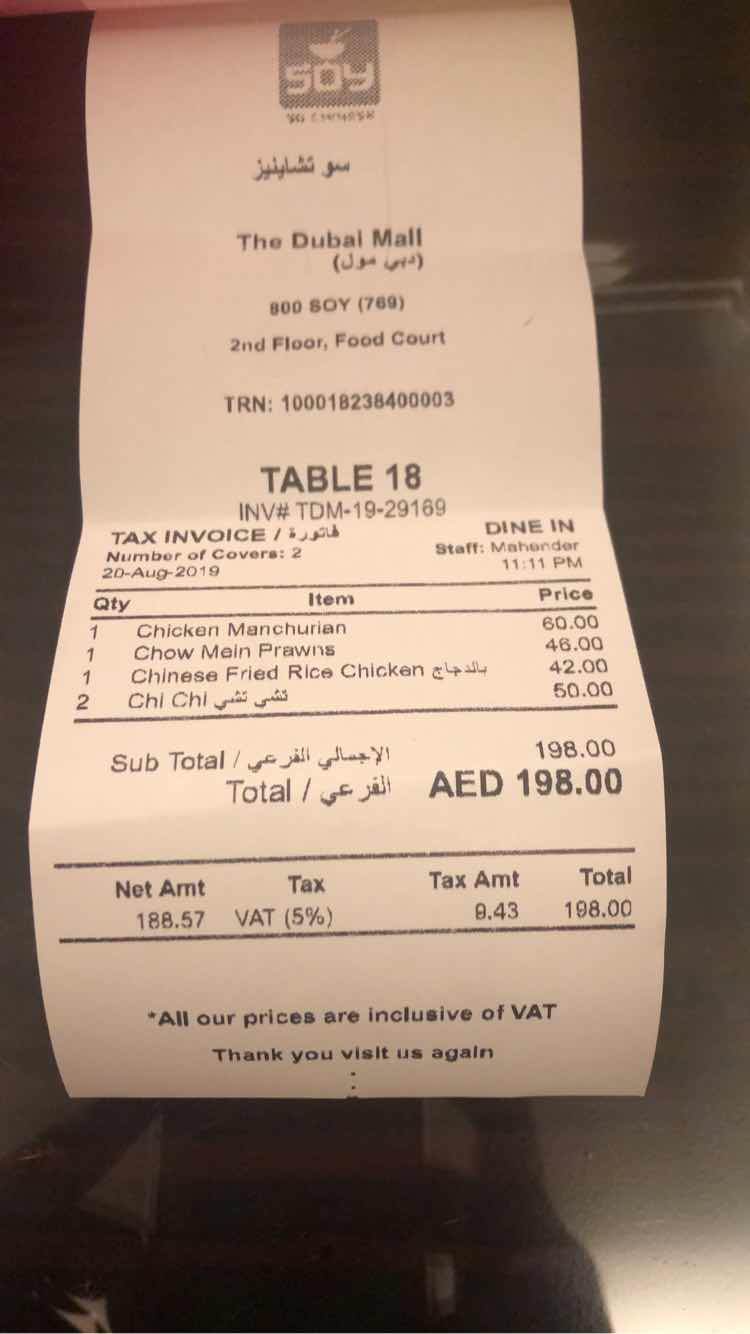 SOY
SO CHINESE
سو تشاينيز
The Dubai Mall
(دبي مول)
800 SOY (769)
2nd Floor, Food Court
TRN: 100018238400003
TABLE 18
INV# TDM-19-29169
TAX INVOICE / فاتورة DINE IN
Number of Covers: 2 Staff: Mahender
20-Aug-2019 11:11 PM
Qty Item Price
1 Chicken Manchurian 60.00
1 Chow Mein Prawns 46.00
1 Chinese Fried Rice Chicken بالدجاج 42.00
2 Chi Chi تشي تشي 50.00
Sub Total / الإجمالي الفرعي 198.00
Total / الفرعي AED 198.00
Net Amt Tax Tax Amt Total
188.57 VAT (5%) 9.43 198.00
*All our prices are inclusive of VAT
Thank you visit us again